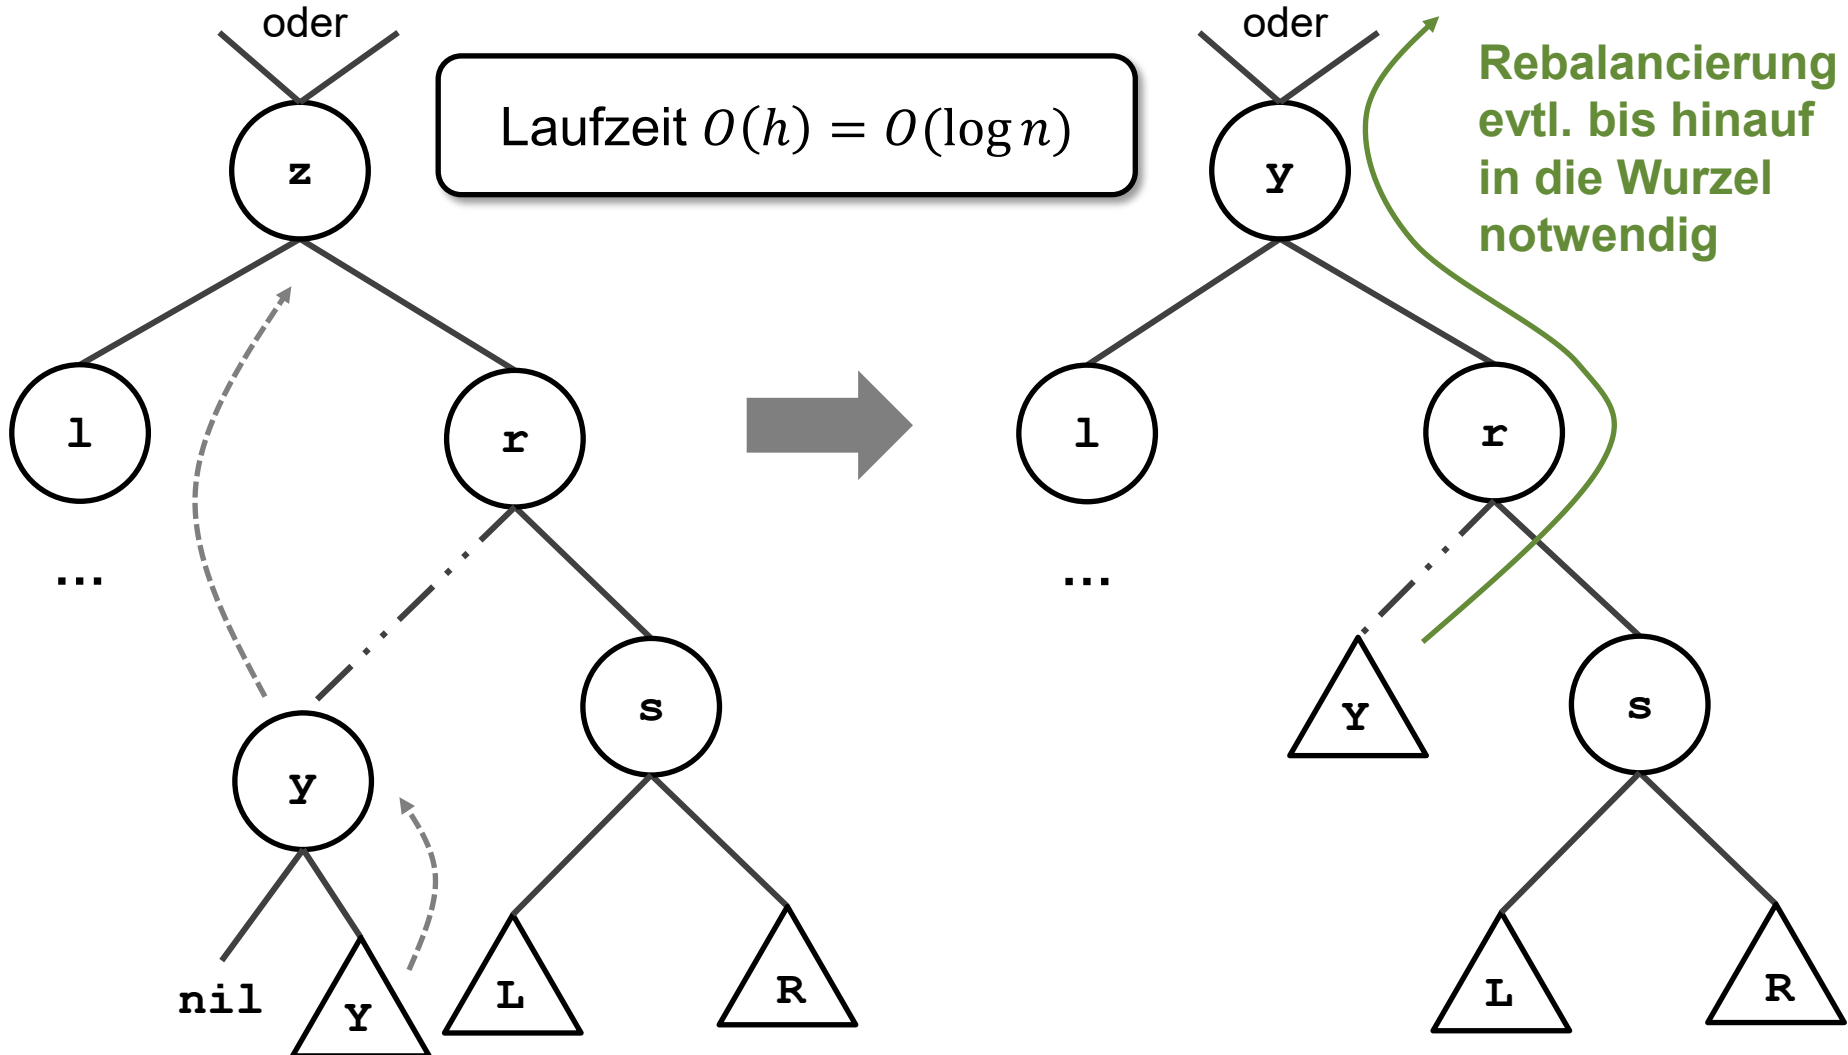 oder
oder
Laufzeit O(h) = O(log n)
Rebalancierung
evtl. bis hinauf
in die Wurzel
notwendig
z
y
l
r
l
r
...
...
y
s
Y
s
nil
Y
L
R
L
R